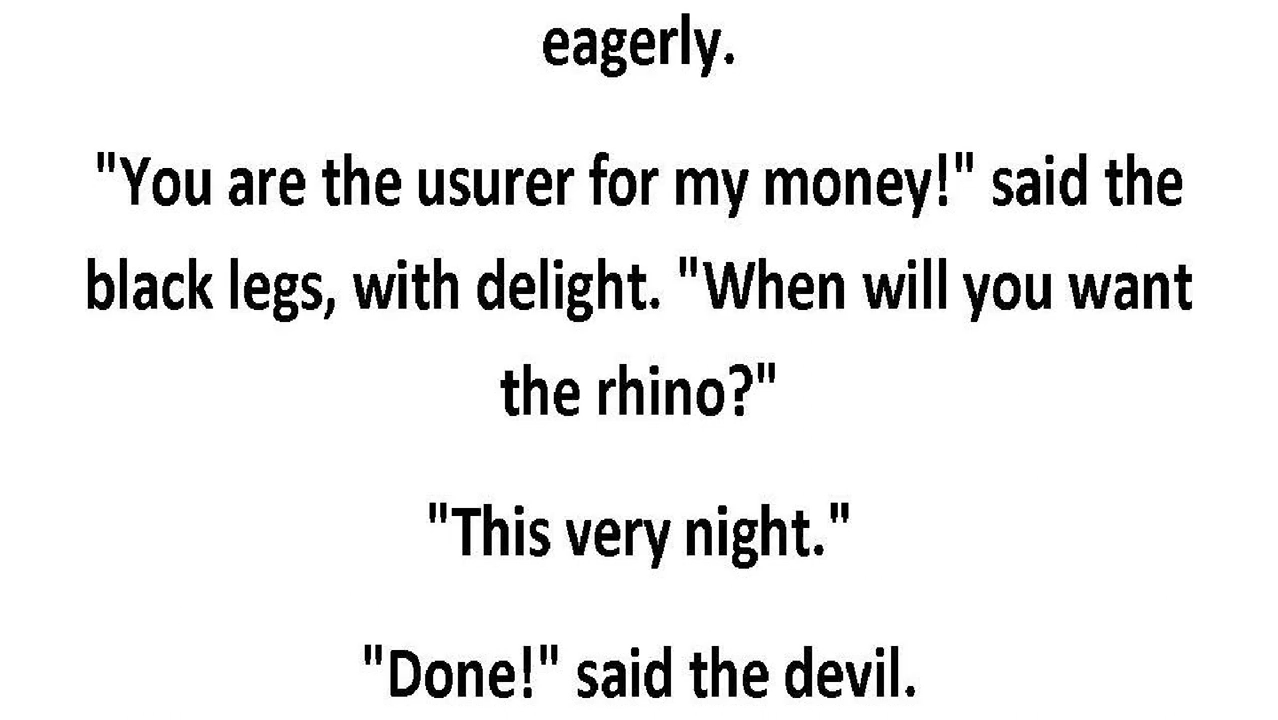 eagerly.
"You are the usurer for my money!" said the
black legs, with delight. "When will you want
the rhino?"
"This very night."
"Done!" said the devil.